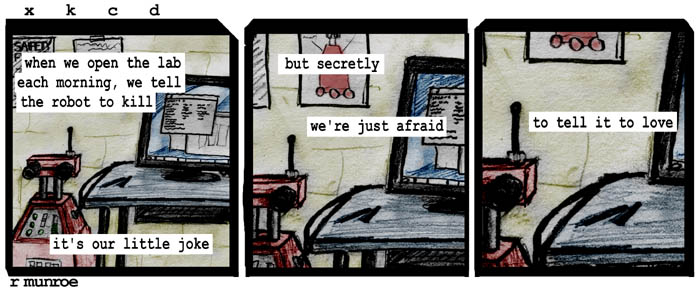 x k c d
SAFETY
when we open the lab
each morning, we tell
the robot to kill
it's our little joke
but secretly
we're just afraid
to tell it to love
r munroe